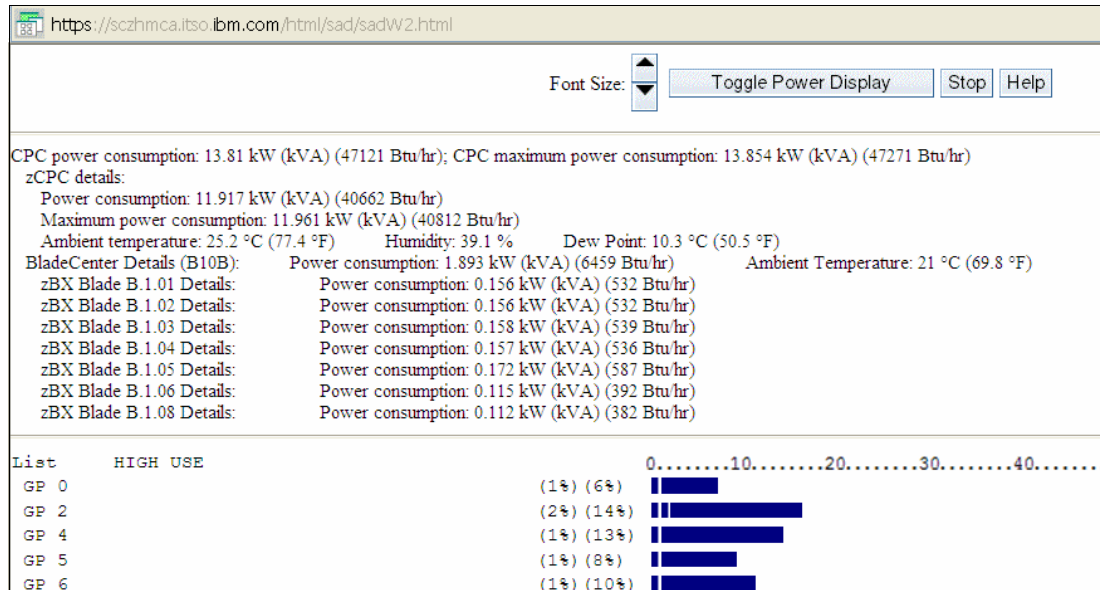 https://sczhmca.itso.ibm.com/html/sad/sadW2.html
Font Size: Toggle Power Display Stop Help
CPC power consumption: 13.81 kW (kVA) (47121 Btu/hr); CPC maximum power consumption: 13.854 kW (kVA) (47271 Btu/hr)
zCPC details:
Power consumption: 11.917 kW (kVA) (40662 Btu/hr)
Maximum power consumption: 11.961 kW (kVA) (40812 Btu/hr)
Ambient temperature: 25.2 °C (77.4 °F) Humidity: 39.1 % Dew Point: 10.3 °C (50.5 °F)
BladeCenter Details (B10B): Power consumption: 1.893 kW (kVA) (6459 Btu/hr) Ambient Temperature: 21 °C (69.8 °F)
zBX Blade B.1.01 Details: Power consumption: 0.156 kW (kVA) (532 Btu/hr)
zBX Blade B.1.02 Details: Power consumption: 0.156 kW (kVA) (532 Btu/hr)
zBX Blade B.1.03 Details: Power consumption: 0.158 kW (kVA) (539 Btu/hr)
zBX Blade B.1.04 Details: Power consumption: 0.157 kW (kVA) (536 Btu/hr)
zBX Blade B.1.05 Details: Power consumption: 0.172 kW (kVA) (587 Btu/hr)
zBX Blade B.1.06 Details: Power consumption: 0.115 kW (kVA) (392 Btu/hr)
zBX Blade B.1.08 Details: Power consumption: 0.112 kW (kVA) (382 Btu/hr)
List HIGH USE 0........10........20........30........40.......
GP 0 (1%) (6%)
GP 2 (2%) (14%)
GP 4 (1%) (13%)
GP 5 (1%) (8%)
GP 6 (1%) (10%)